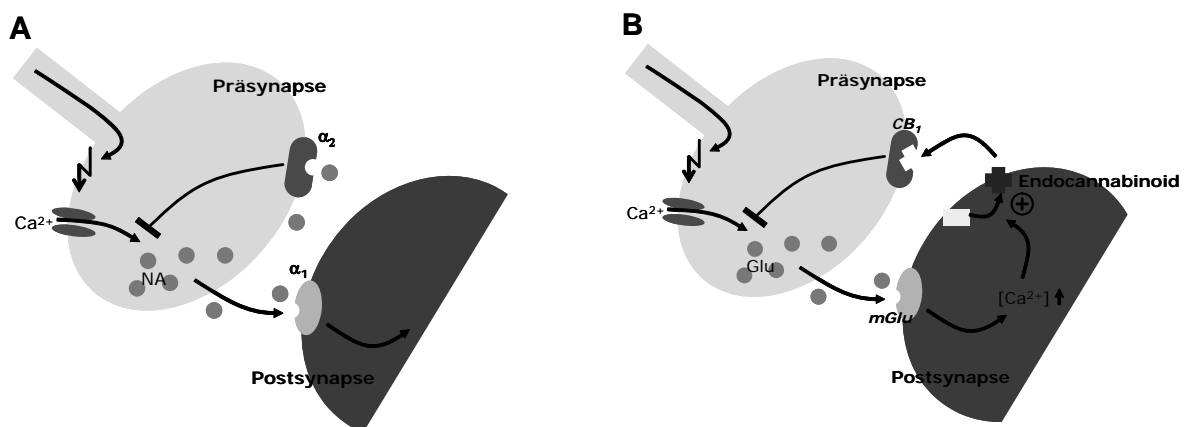 A
Präsynapse
α₂
Ca²⁺
NA
α₁
Postsynapse
B
Präsynapse
CB₁
Endocannabinoid
Ca²⁺
Glu
[Ca²⁺]
mGlu
Postsynapse